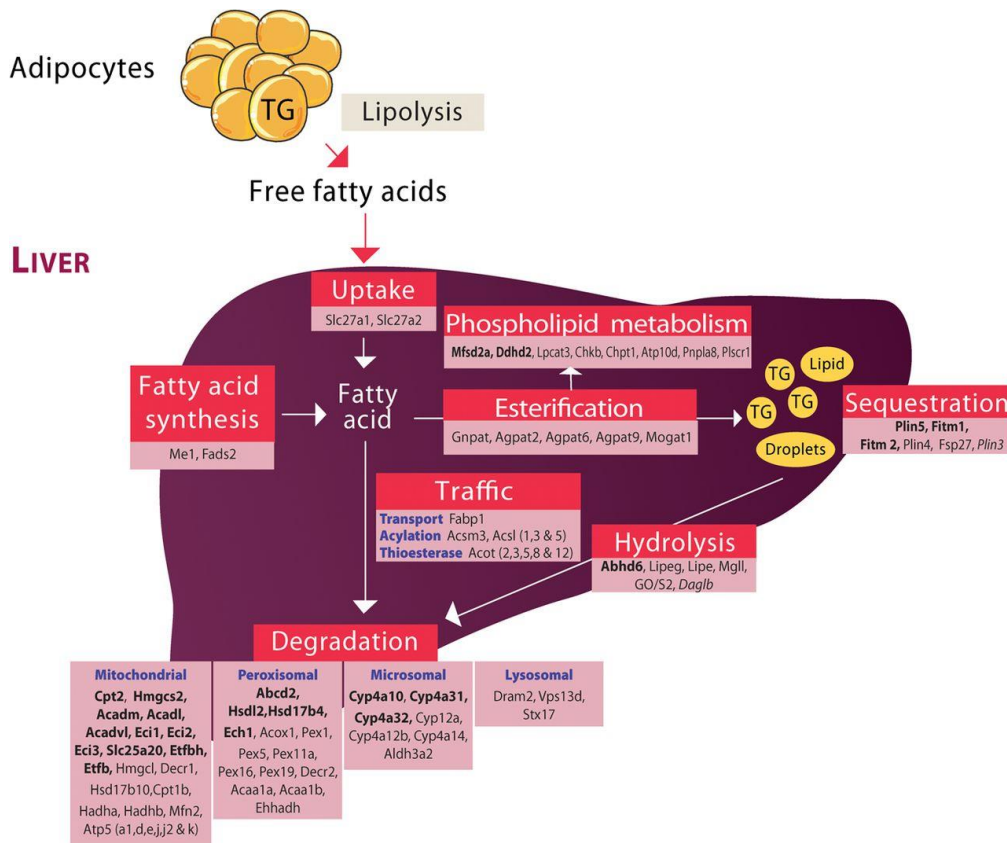 Adipocytes
TG
Lipolysis
Free fatty acids
LIVER
Uptake
Slc27a1, Slc27a2
Phospholipid metabolism
Mfsd2a, Ddhd2, Lpcat3, Chkb, Chpt1, Atp10d, Pnpla8, Plscr1
Fatty acid
synthesis
Me1, Fads2
Fatty
acid
Esterification
Gnpat, Agpat2, Agpat6, Agpat9, Mogat1
TG
Lipid
TG
TG
Droplets
Sequestration
Plin5, Fitm1,
Fitm 2, Plin4, Fsp27, Plin3
Traffic
Transport Fabp1
Acylation Acsm3, Acsl (1,3 & 5)
Thioesterase Acot (2,3,5,8 & 12)
Hydrolysis
Abhd6, Lipeg, Lipe, Mgll,
GO/S2, Daglb
Degradation
Mitochondrial
Cpt2, Hmgcs2,
Acadm, Acadl,
Acadvl, Eci1, Eci2,
Eci3, Slc25a20, Etfbh,
Etfb, Hmgcl, Decr1,
Hsd17b10,Cpt1b,
Hadha, Hadhb, Mfn2,
Atp5 (a1,d,e,j,j2 & k)
Peroxisomal
Abcd2,
Hsdl2,Hsd17b4,
Ech1, Acox1, Pex1,
Pex5, Pex11a,
Pex16, Pex19, Decr2,
Acaa1a, Acaa1b,
Ehhadh
Microsomal
Cyp4a10, Cyp4a31,
Cyp4a32, Cyp12a,
Cyp4a12b, Cyp4a14,
Aldh3a2
Lysosomal
Dram2, Vps13d,
Stx17